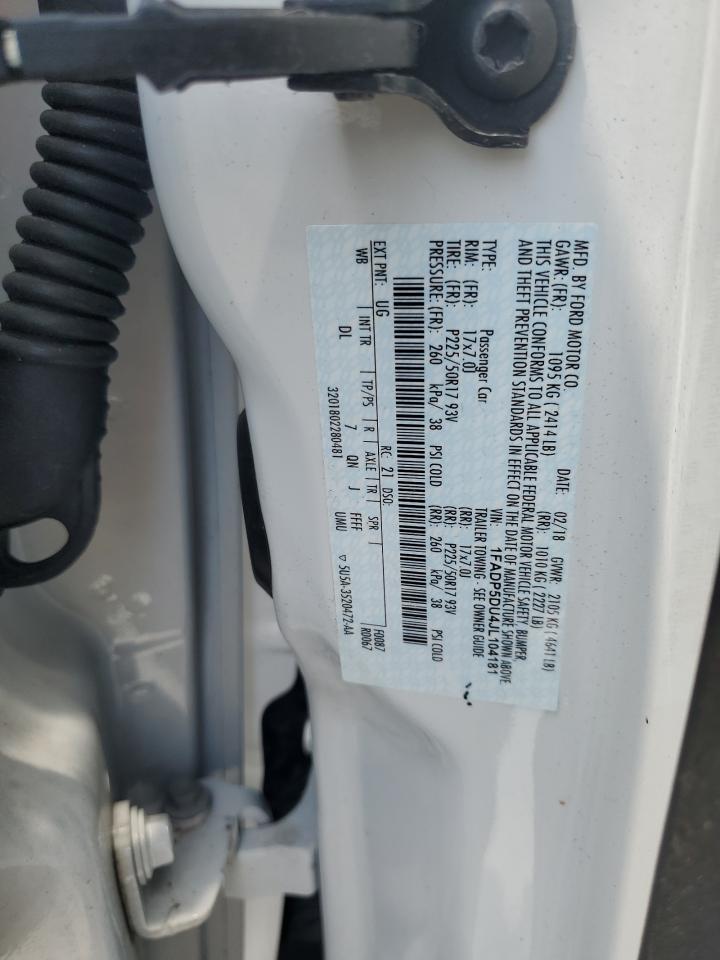 MFD. BY FORD MOTOR CO.
DATE: 02/18 GVWR: 2105 KG ( 4641 LB)
GAWR: (FR): 1095 KG ( 2414 LB) (RR): 1010 KG ( 2227 LB)
THIS VEHICLE CONFORMS TO ALL APPLICABLE FEDERAL MOTOR VEHICLE SAFETY, BUMPER
AND THEFT PREVENTION STANDARDS IN EFFECT ON THE DATE OF MANUFACTURE SHOWN ABOVE
VIN: 1FADP5DU4JL104181
TYPE: Passenger Car TRAILER TOWING - SEE OWNER GUIDE
RIM: (FR): 17x7.0J (RR): 17x7.0J
TIRE: (FR): P225/50R17 93V (RR): P225/50R17 93V
PRESSURE: (FR): 260 kPa/ 38 PSI COLD (RR): 260 kPa/ 38 PSI COLD
EXT PNT: UG RC: 21 DSO: F0087
WB INT TR TP/PS R AXLE TR SPR R0067
DL 7 QN J FFFF UMU
3201802280481 ▽ 5U5A-3520472-AA